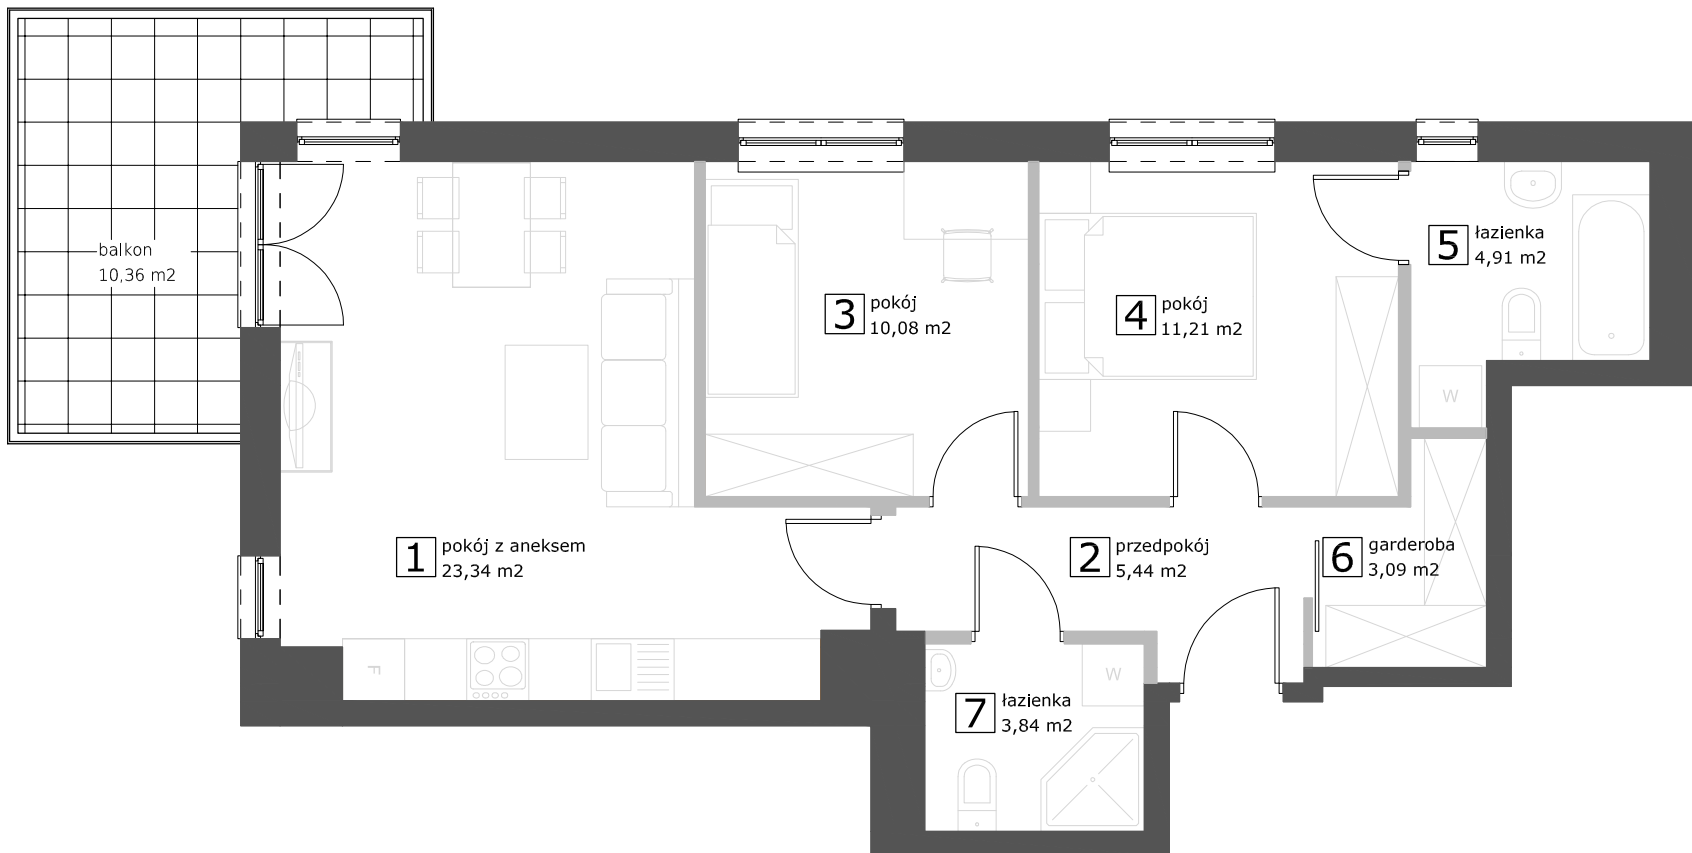 balkon
10,36 m2
1
pokój z aneksem
23,34 m2
F
3
pokój
10,08 m2
4
pokój
11,21 m2
5
łazienka
4,91 m2
W
2
przedpokój
5,44 m2
6
garderoba
3,09 m2
7
łazienka
3,84 m2
W